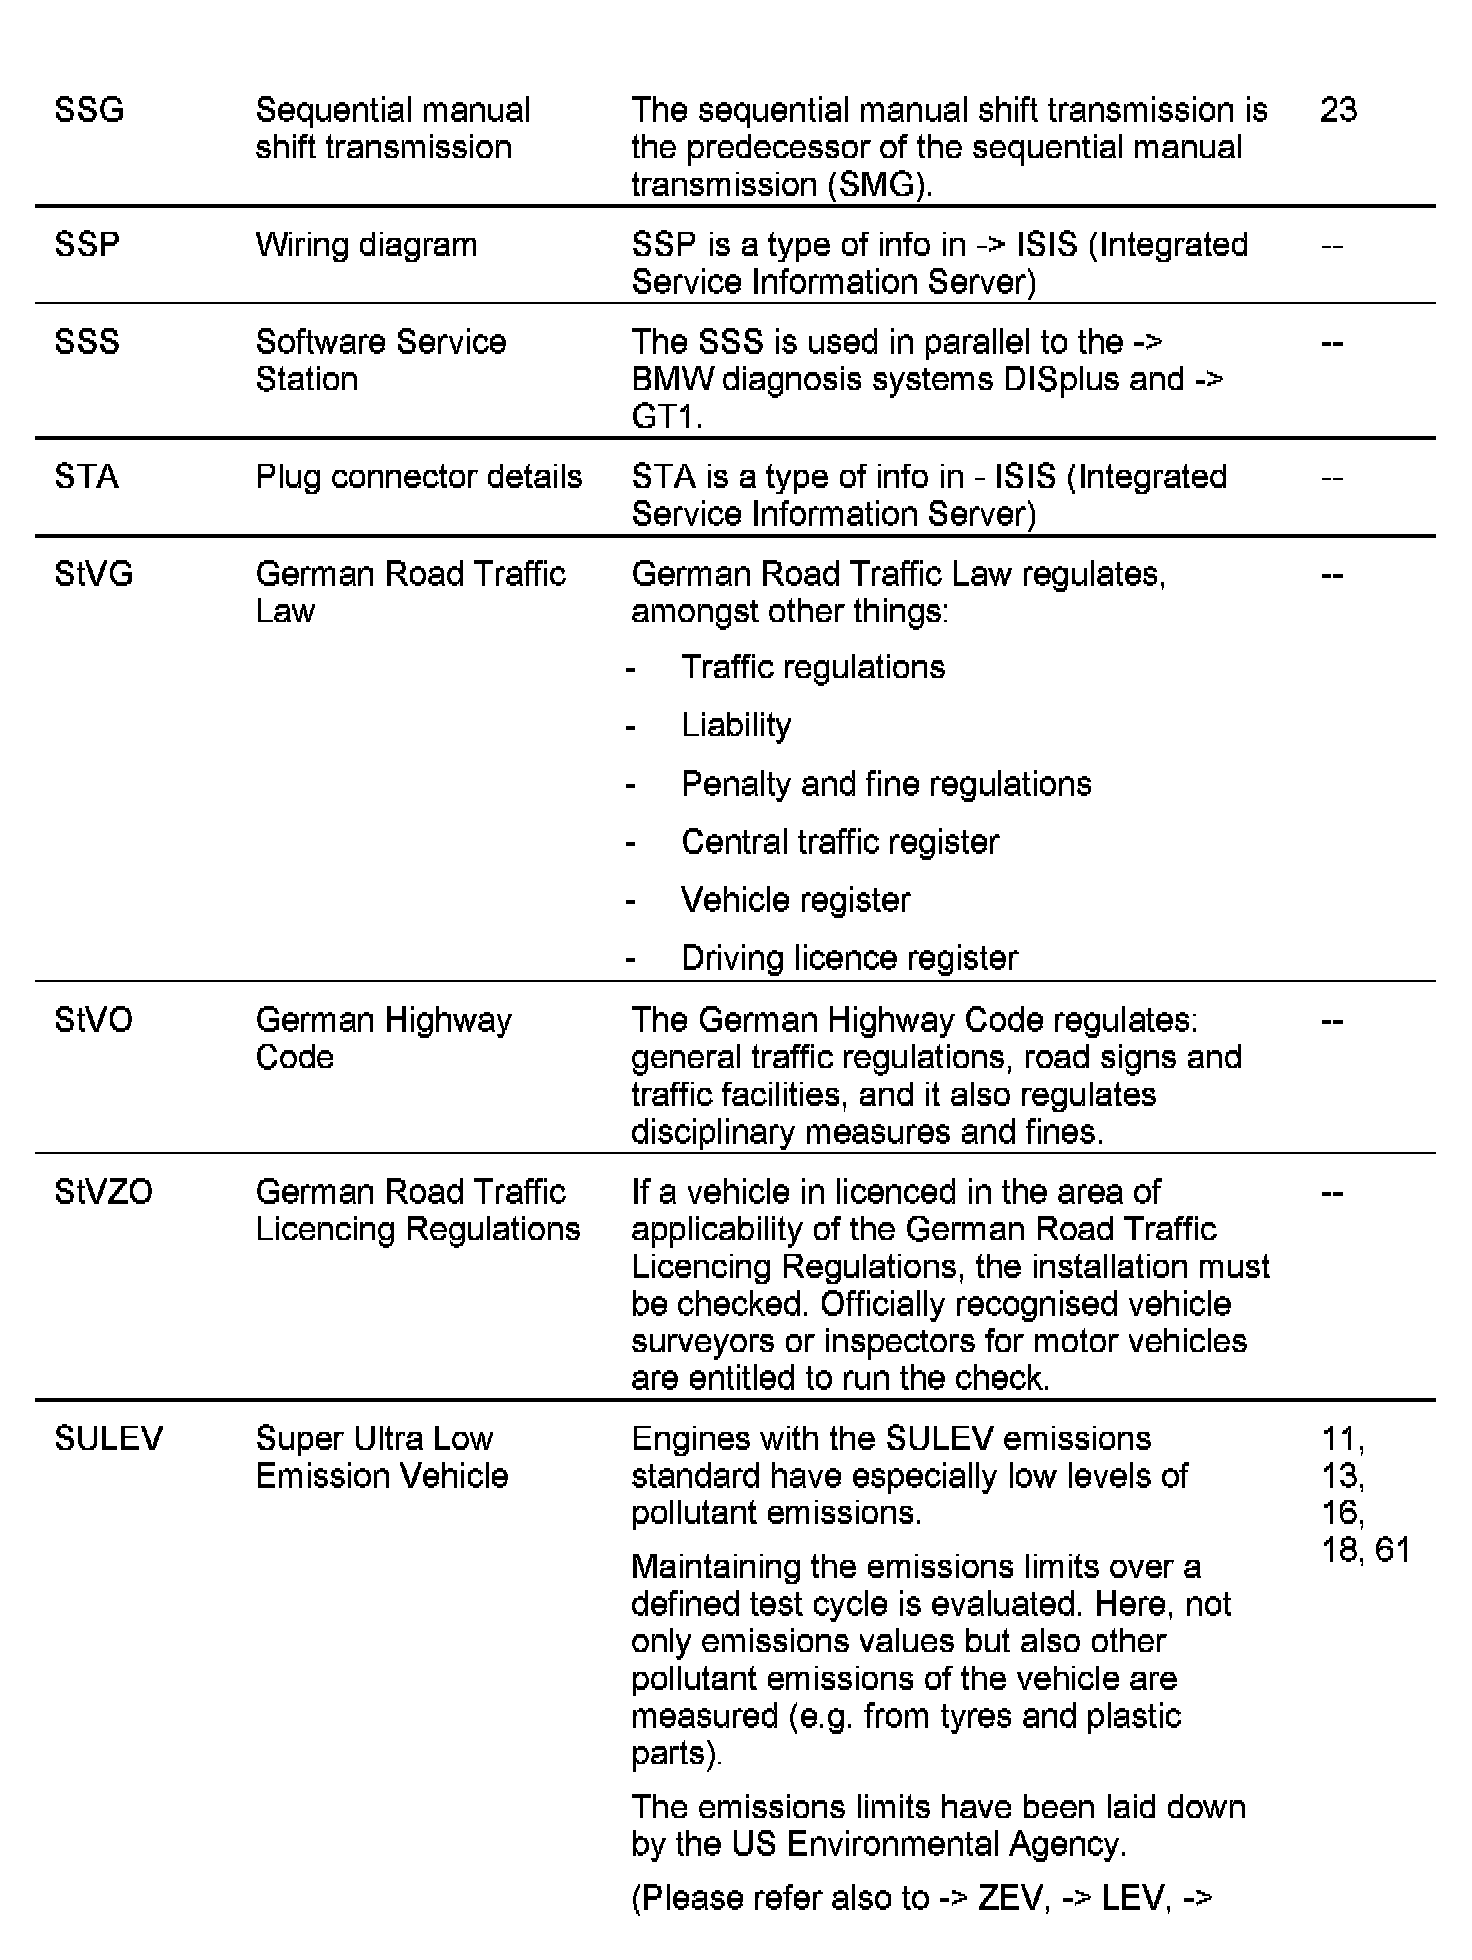 SSG Sequential manual The sequential manual shift transmission is 23
shift transmission the predecessor of the sequential manual
transmission (SMG).
SSP Wiring diagram SSP is a type of info in -> ISIS (Integrated --
Service Information Server)
SSS Software Service The SSS is used in parallel to the -> --
Station BMW diagnosis systems DISplus and ->
GT1.
STA Plug connector details STA is a type of info in - ISIS (Integrated --
Service Information Server)
StVG German Road Traffic German Road Traffic Law regulates, --
Law amongst other things:
- Traffic regulations
- Liability
- Penalty and fine regulations
- Central traffic register
- Vehicle register
- Driving licence register
StVO German Highway The German Highway Code regulates: --
Code general traffic regulations, road signs and
traffic facilities, and it also regulates
disciplinary measures and fines.
StVZO German Road Traffic If a vehicle in licenced in the area of --
Licencing Regulations applicability of the German Road Traffic
Licencing Regulations, the installation must
be checked. Officially recognised vehicle
surveyors or inspectors for motor vehicles
are entitled to run the check.
SULEV Super Ultra Low Engines with the SULEV emissions 11,
Emission Vehicle standard have especially low levels of 13,
pollutant emissions. 16,
18, 61
Maintaining the emissions limits over a
defined test cycle is evaluated. Here, not
only emissions values but also other
pollutant emissions of the vehicle are
measured (e.g. from tyres and plastic
parts).
The emissions limits have been laid down
by the US Environmental Agency.
(Please refer also to -> ZEV, -> LEV, ->